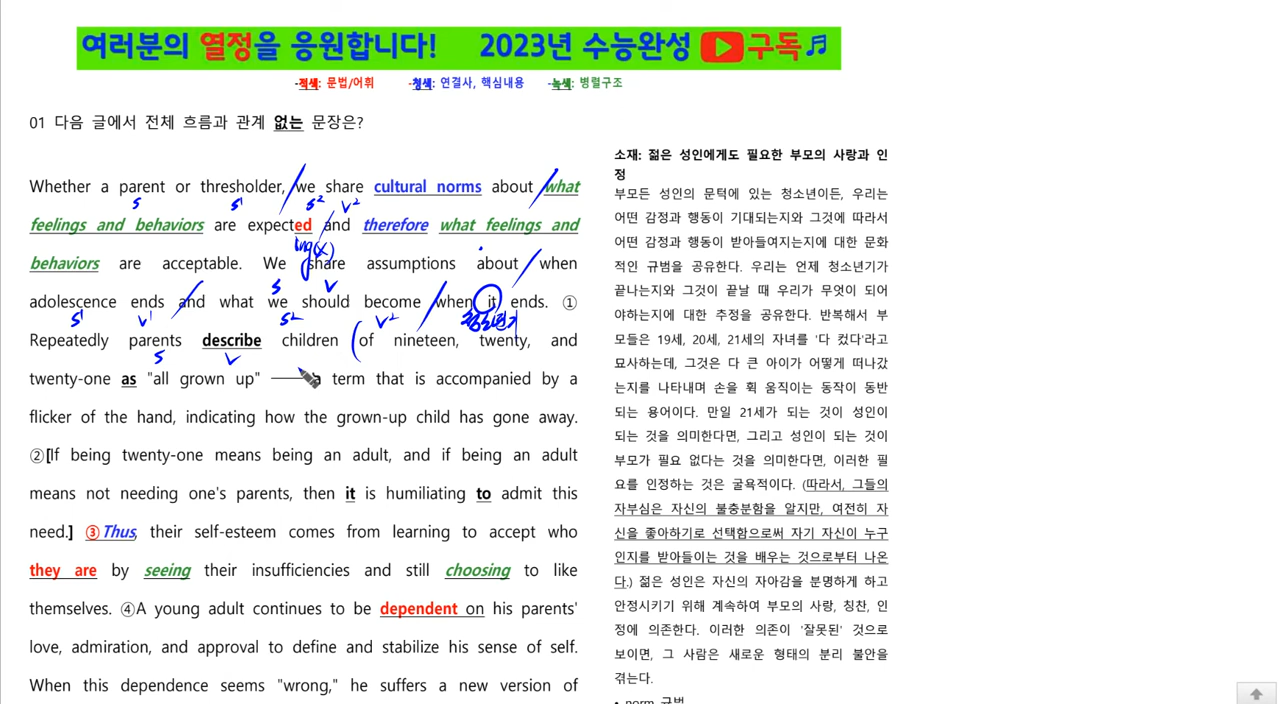 여러분의 열정을 응원합니다! 2023년 수능완성 구독
-적색: 문법/어휘 -청색: 연결사, 핵심내용 -녹색: 병렬구조
01 다음 글에서 전체 흐름과 관계 없는 문장은?
Whether a parent or thresholder, we share cultural norms about what
s s¹ s² v²
feelings and behaviors are expected and therefore what feelings and
ing(x)
behaviors are acceptable. We share assumptions about when
s v
adolescence ends and what we should become when it ends. ①
s¹ v¹ s² v² 청소년기
Repeatedly parents describe children of nineteen, twenty, and
s v
twenty-one as "all grown up" a term that is accompanied by a
flicker of the hand, indicating how the grown-up child has gone away.
②[If being twenty-one means being an adult, and if being an adult
means not needing one's parents, then it is humiliating to admit this
need.] ③Thus, their self-esteem comes from learning to accept who
they are by seeing their insufficiencies and still choosing to like
themselves. ④A young adult continues to be dependent on his parents'
love, admiration, and approval to define and stabilize his sense of self.
When this dependence seems "wrong," he suffers a new version of
소재: 젊은 성인에게도 필요한 부모의 사랑과 인
정
부모든 성인의 문턱에 있는 청소년이든, 우리는
어떤 감정과 행동이 기대되는지와 그것에 따라서
어떤 감정과 행동이 받아들여지는지에 대한 문화
적인 규범을 공유한다. 우리는 언제 청소년기가
끝나는지와 그것이 끝날 때 우리가 무엇이 되어
야하는지에 대한 추정을 공유한다. 반복해서 부
모들은 19세, 20세, 21세의 자녀를 '다 컸다'라고
묘사하는데, 그것은 다 큰 아이가 어떻게 떠나갔
는지를 나타내며 손을 획 움직이는 동작이 동반
되는 용어이다. 만일 21세가 되는 것이 성인이
되는 것을 의미한다면, 그리고 성인이 되는 것이
부모가 필요 없다는 것을 의미한다면, 이러한 필
요를 인정하는 것은 굴욕적이다. (따라서, 그들의
자부심은 자신의 불충분함을 알지만, 여전히 자
신을 좋아하기로 선택함으로써 자기 자신이 누구
인지를 받아들이는 것을 배우는 것으로부터 나온
다.) 젊은 성인은 자신의 자아감을 분명하게 하고
안정시키기 위해 계속하여 부모의 사랑, 칭찬, 인
정에 의존한다. 이러한 의존이 '잘못된' 것으로
보이면, 그 사람은 새로운 형태의 분리 불안을
겪는다.
• norm 규범